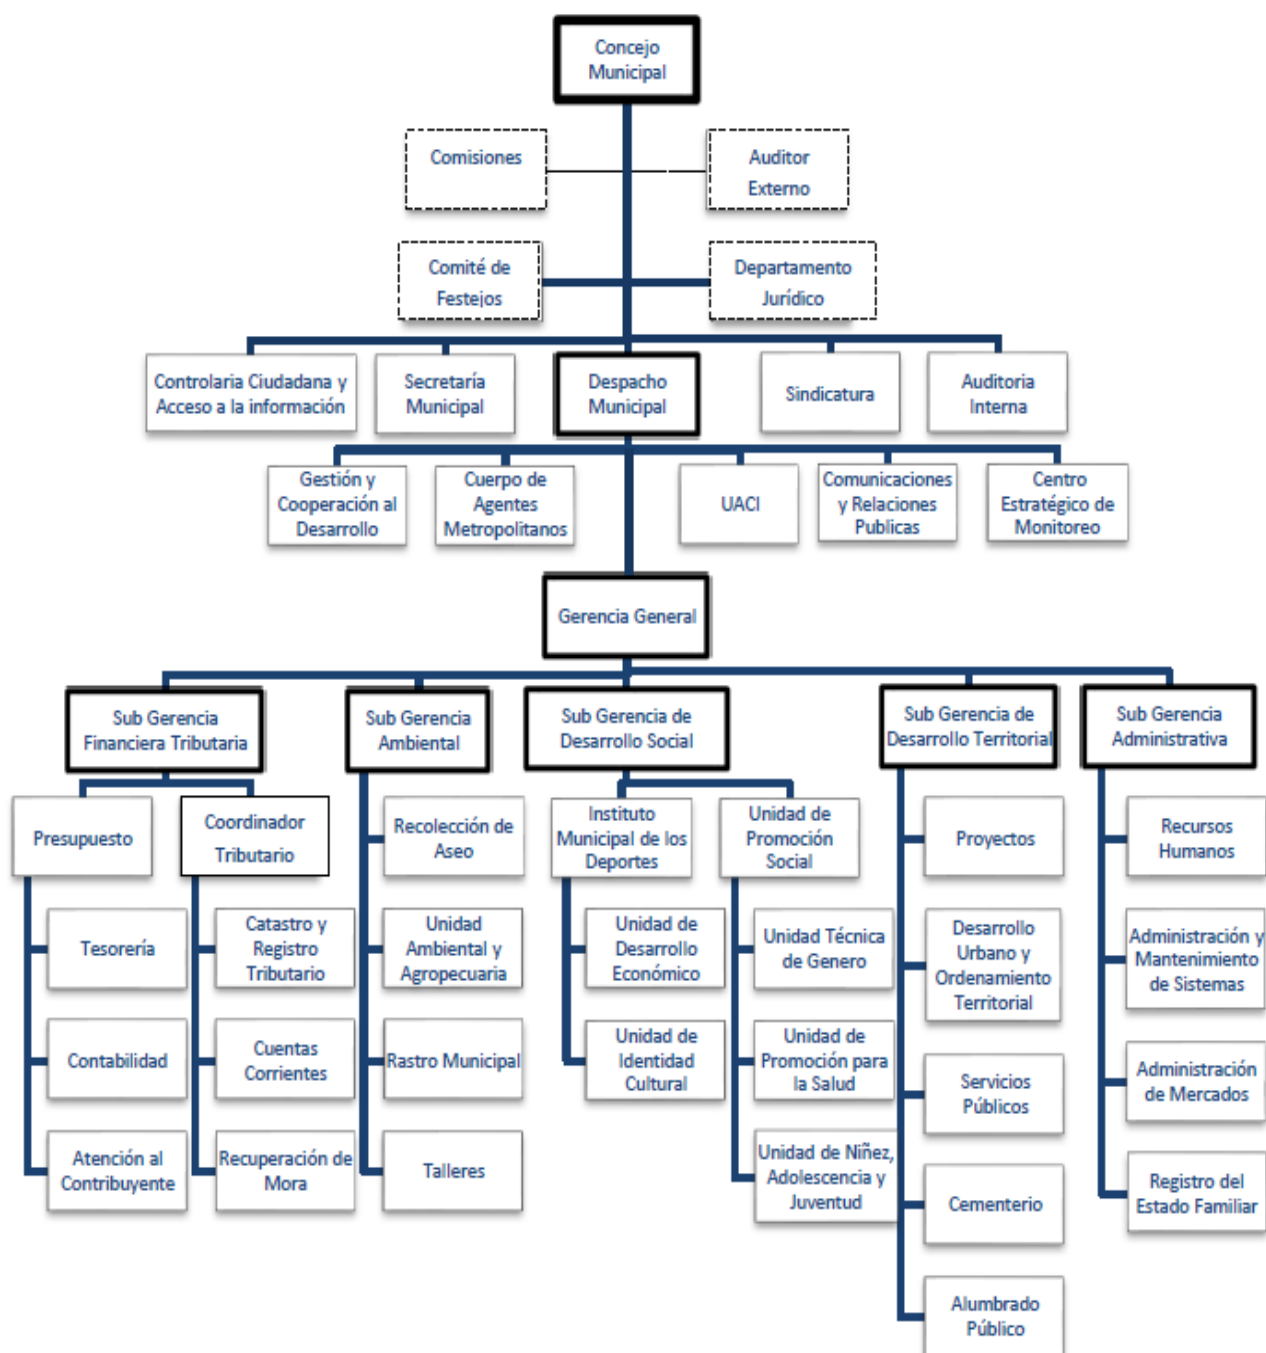 Concejo
Municipal
Comisiones
Auditor
Externo
Comité de
Festejos
Departamento
Jurídico
Controlaria Ciudadana y
Acceso a la información
Secretaría
Municipal
Despacho
Municipal
Sindicatura
Auditoria
Interna
Gestión y
Cooperación al
Desarrollo
Cuerpo de
Agentes
Metropolitanos
UACI
Comunicaciones
y Relaciones
Publicas
Centro
Estratégico de
Monitoreo
Gerencia General
Sub Gerencia
Financiera Tributaria
Sub Gerencia
Ambiental
Sub Gerencia de
Desarrollo Social
Sub Gerencia de
Desarrollo Territorial
Sub Gerencia
Administrativa
Presupuesto
Coordinador
Tributario
Recolección de
Aseo
Instituto
Municipal de los
Deportes
Unidad de
Promoción
Social
Proyectos
Recursos
Humanos
Tesorería
Catastro y
Registro
Tributario
Unidad
Ambiental y
Agropecuaria
Unidad de
Desarrollo
Económico
Unidad Técnica
de Genero
Desarrollo
Urbano y
Ordenamiento
Territorial
Administración y
Mantenimiento
de Sistemas
Contabilidad
Cuentas
Corrientes
Rastro Municipal
Unidad de
Identidad
Cultural
Unidad de
Promoción para
la Salud
Servicios
Públicos
Administración
de Mercados
Atención al
Contribuyente
Recuperación de
Mora
Talleres
Unidad de Niñez,
Adolescencia y
Juventud
Cementerio
Registro del
Estado Familiar
Alumbrado
Público